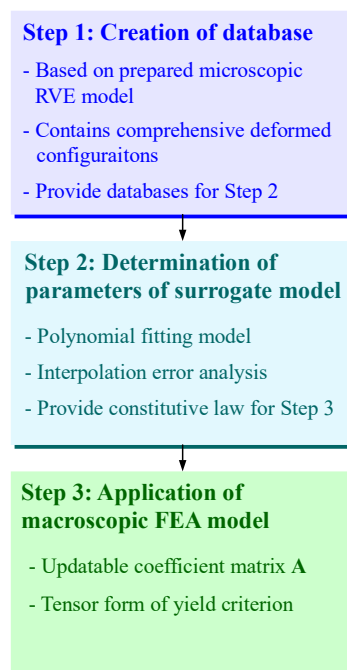 Step 1: Creation of database
- Based on prepared microscopic
RVE model
- Contains comprehensive deformed
configuraitons
- Provide databases for Step 2
Step 2: Determination of
parameters of surrogate model
- Polynomial fitting model
- Interpolation error analysis
- Provide constitutive law for Step 3
Step 3: Application of
macroscopic FEA model
- Updatable coefficient matrix A
- Tensor form of yield criterion